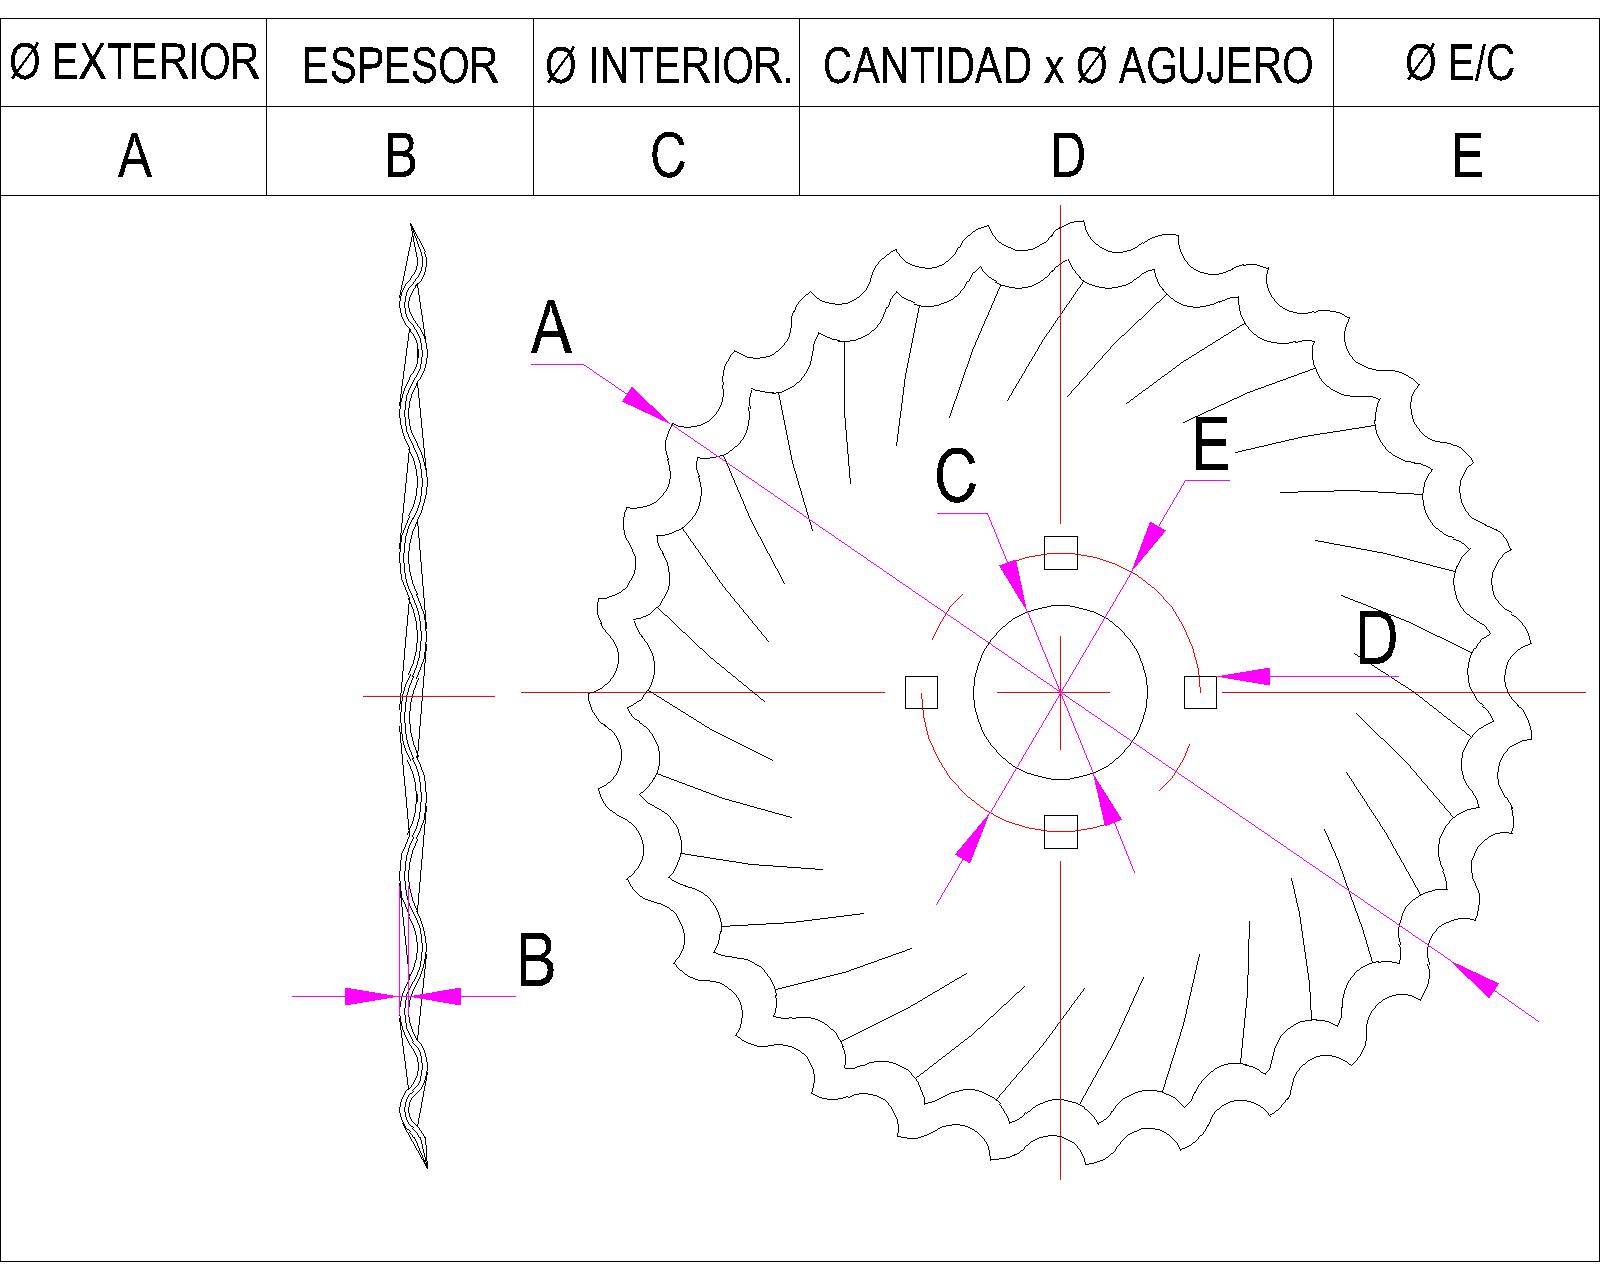 Ø EXTERIOR ESPESOR Ø INTERIOR. CANTIDAD x Ø AGUJERO Ø E/C
A B C D E
A
E
C
D
B